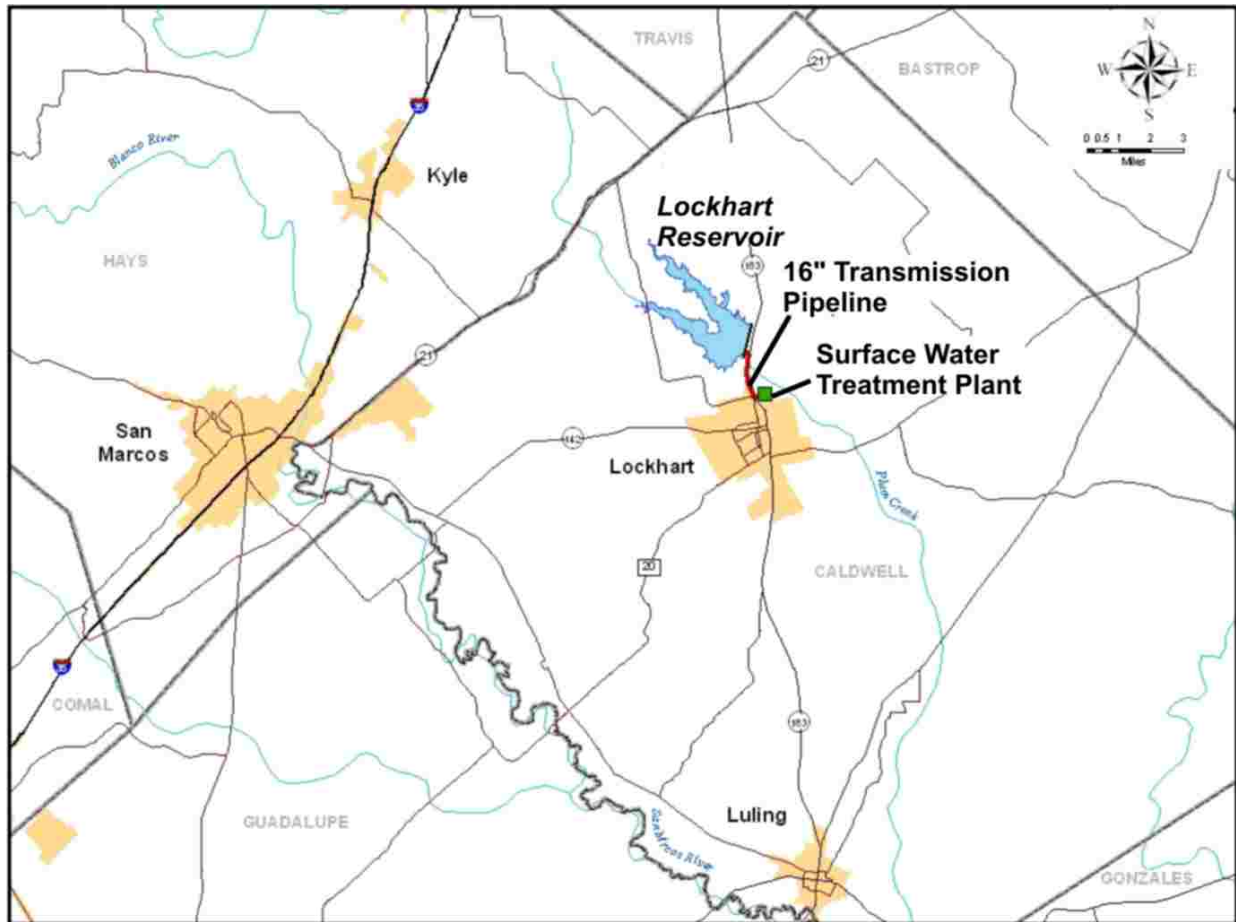 TRAVIS
BASTROP
N
W E
S
0 0.5 1 2 3
Miles
21
35
Blanco River
Kyle
HAYS
Lockhart
Reservoir
183
16" Transmission
Pipeline
Surface Water
Treatment Plant
21
San
Marcos
142
Lockhart
Plum Creek
20
CALDWELL
35
COMAL
183
GUADALUPE
Luling
San Marcos River
GONZALES